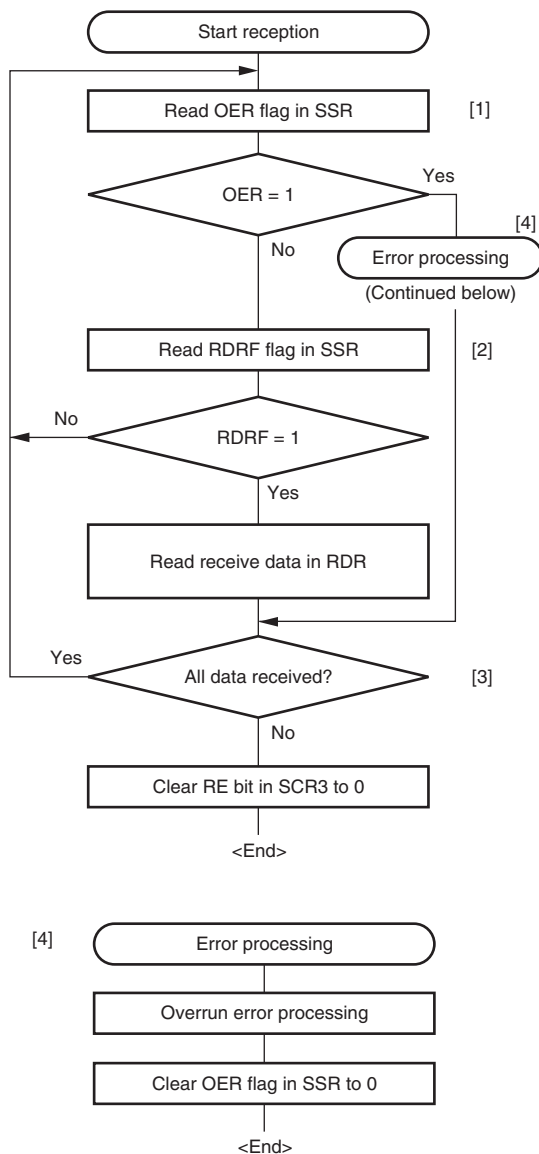 Start reception
Read OER flag in SSR
[1]
OER = 1
Yes
No
[4]
Error processing
(Continued below)
Read RDRF flag in SSR
[2]
No
RDRF = 1
Yes
Read receive data in RDR
Yes
All data received?
[3]
No
Clear RE bit in SCR3 to 0
<End>
[4]
Error processing
Overrun error processing
Clear OER flag in SSR to 0
<End>